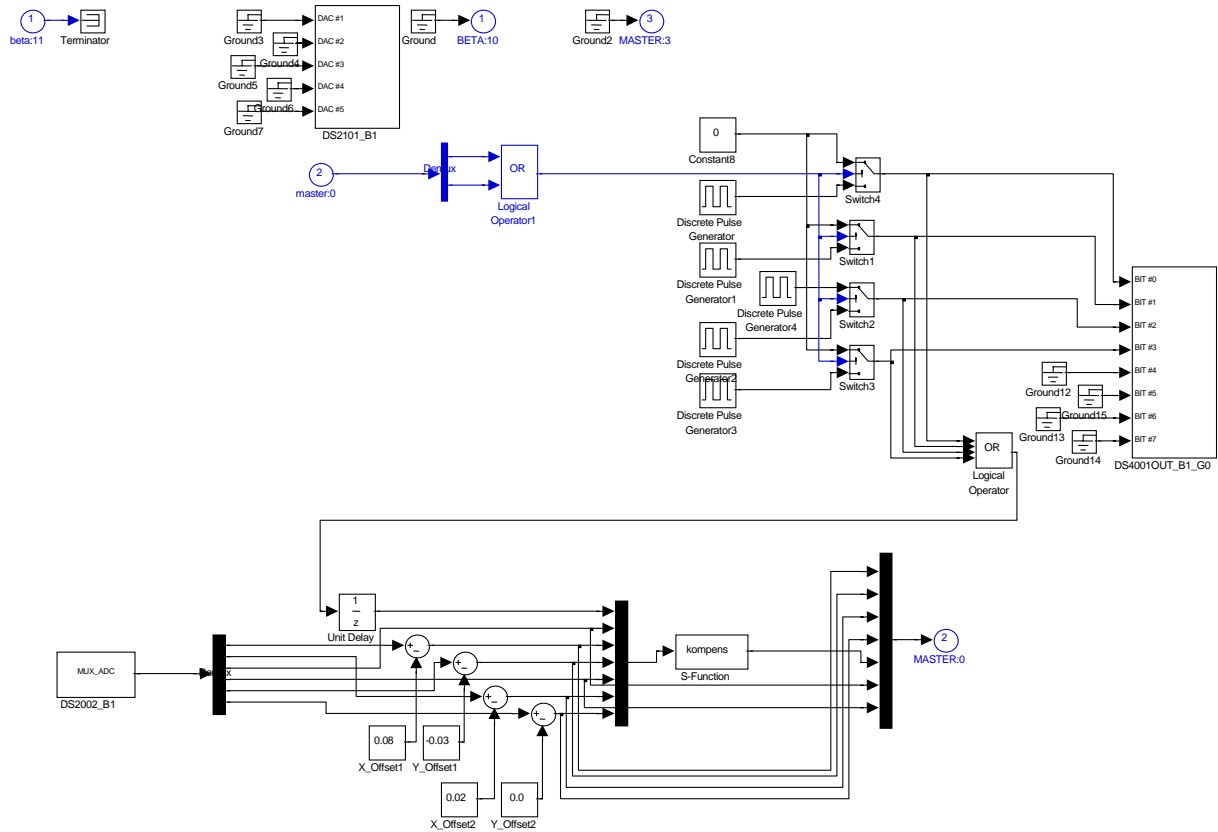 1
beta:11
Terminator
Ground3
Ground4
Ground5
Ground6
Ground7
DAC #1
DAC #2
DAC #3
DAC #4
DAC #5
DS2101_B1
Ground
1
BETA:10
Ground2
3
MASTER:3
2
master:0
Demux
OR
Logical
Operator1
0
Constant8
Discrete Pulse
Generator
Discrete Pulse
Generator1
Discrete Pulse
Generator4
Discrete Pulse
Generator2
Discrete Pulse
Generator3
Switch4
Switch1
Switch2
Switch3
BIT #0
BIT #1
BIT #2
BIT #3
BIT #4
BIT #5
BIT #6
BIT #7
Ground12
Ground15
Ground13
Ground14
DS4001OUT_B1_G0
OR
Logical
Operator
1
z
Unit Delay
MUX_ADC
DS2002_B1
Demux
+
−
+
−
+
−
+
−
0.08
X_Offset1
-0.03
Y_Offset1
0.02
X_Offset2
0.0
Y_Offset2
kompens
S-Function
2
MASTER:0